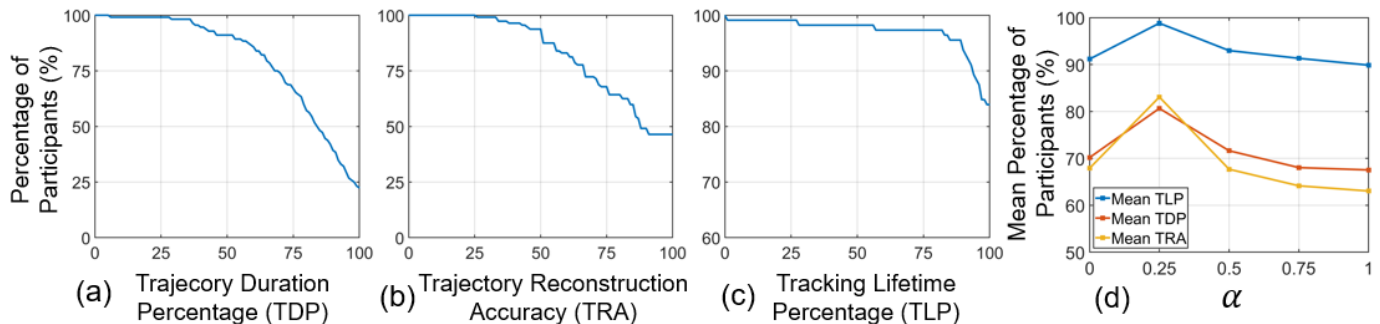 Percentage of
Participants (%)
100
75
50
25
0
0
25
50
75
100
(a)
Trajecory Duration
Percentage (TDP)
100
75
50
25
0
0
25
50
75
100
(b)
Trajectory Reconstruction
Accuracy (TRA)
100
90
80
70
60
0
25
50
75
100
(c)
Tracking Lifetime
Percentage (TLP)
Mean Percentage of
Participants (%)
100
90
80
70
60
50
Mean TLP
Mean TDP
Mean TRA
0
0.25
0.5
0.75
1
(d)
α